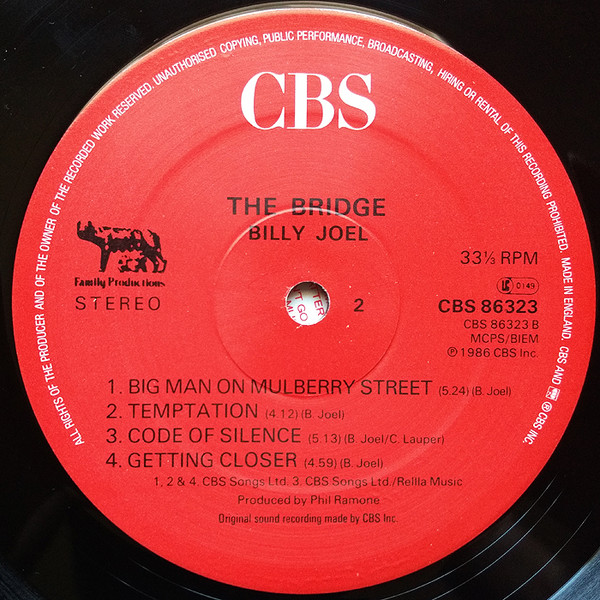 ALL RIGHTS OF THE PRODUCER AND OF THE OWNER OF THE RECORDED WORK RESERVED. UNAUTHORISED COPYING, PUBLIC PERFORMANCE, BROADCASTING, HIRING OR RENTAL OF THIS RECORDING PROHIBITED. MADE IN ENGLAND. CBS AND ℗ CBS INC.
CBS
THE BRIDGE
BILLY JOEL
33⅓ RPM
Family Productions
STEREO
LC 0149
2
CBS 86323
CBS 86323 B
MCPS/BIEM
℗ 1986 CBS Inc.
1. BIG MAN ON MULBERRY STREET (5.24) (B. Joel)
2. TEMPTATION (4.12) (B. Joel)
3. CODE OF SILENCE (5.13) (B. Joel/C. Lauper)
4. GETTING CLOSER (4.59) (B. Joel)
1, 2 & 4. CBS Songs Ltd. 3. CBS Songs Ltd./Rellla Music
Produced by Phil Ramone
Original sound recording made by CBS Inc.